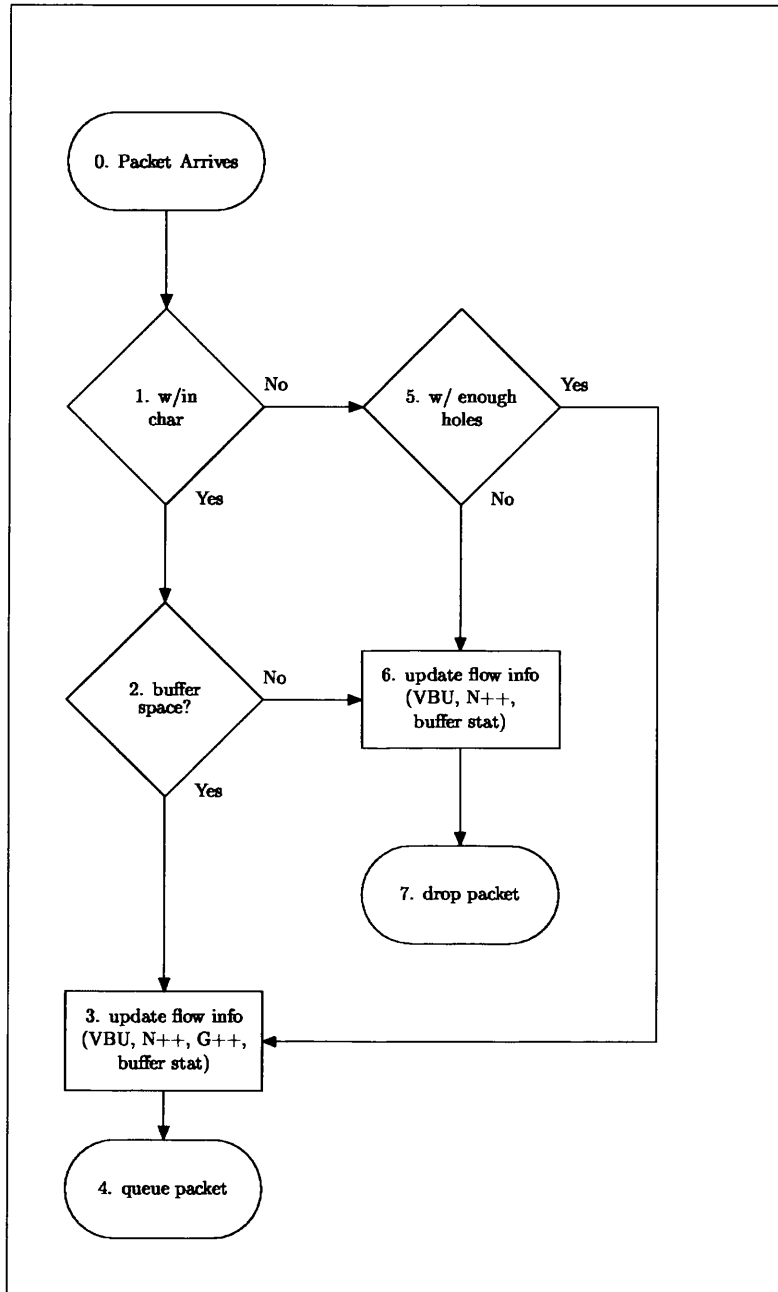 0. Packet Arrives
1. w/in
char
No
Yes
5. w/ enough
holes
Yes
No
2. buffer
space?
No
Yes
6. update flow info
(VBU, N++,
buffer stat)
7. drop packet
3. update flow info
(VBU, N++, G++,
buffer stat)
4. queue packet